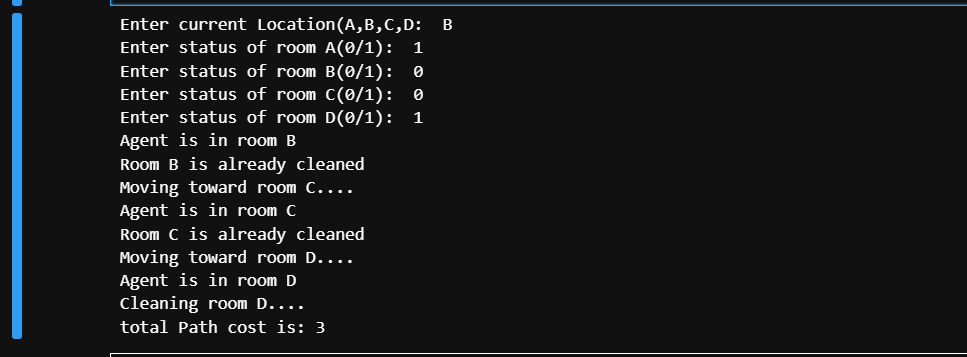 Enter current Location(A,B,C,D:  B
Enter status of room A(0/1):  1
Enter status of room B(0/1):  0
Enter status of room C(0/1):  0
Enter status of room D(0/1):  1
Agent is in room B
Room B is already cleaned
Moving toward room C....
Agent is in room C
Room C is already cleaned
Moving toward room D....
Agent is in room D
Cleaning room D....
total Path cost is: 3